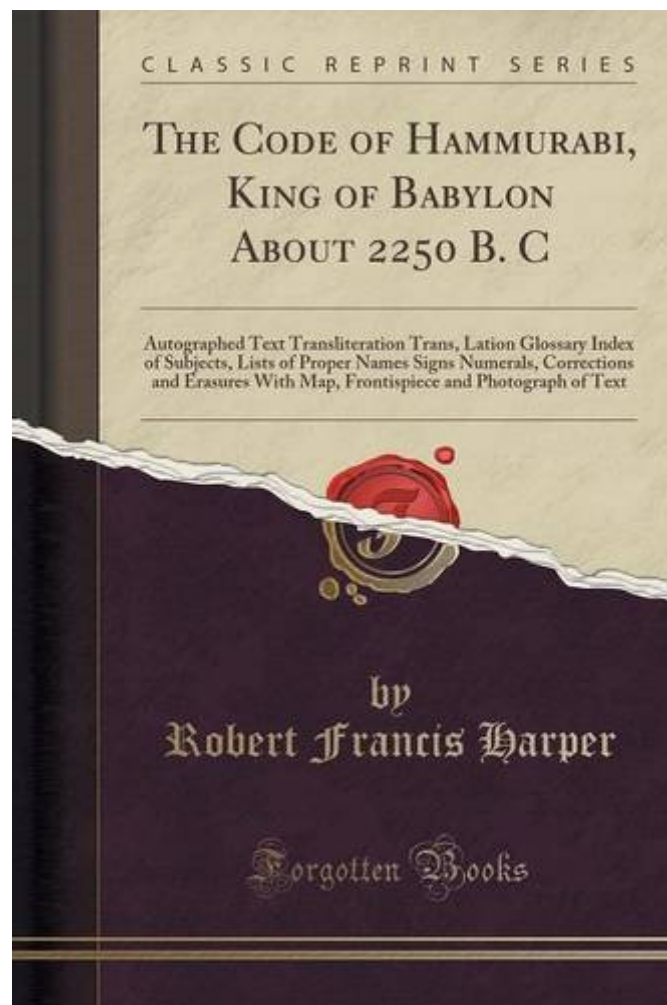 CLASSIC REPRINT SERIES
THE CODE OF HAMMURABI,
KING OF BABYLON
ABOUT 2250 B. C
Autographed Text Transliteration Trans, Lation Glossary Index
of Subjects, Lists of Proper Names Signs Numerals, Corrections
and Erasures With Map, Frontispiece and Photograph of Text
by
Robert Francis Harper
Forgotten Books